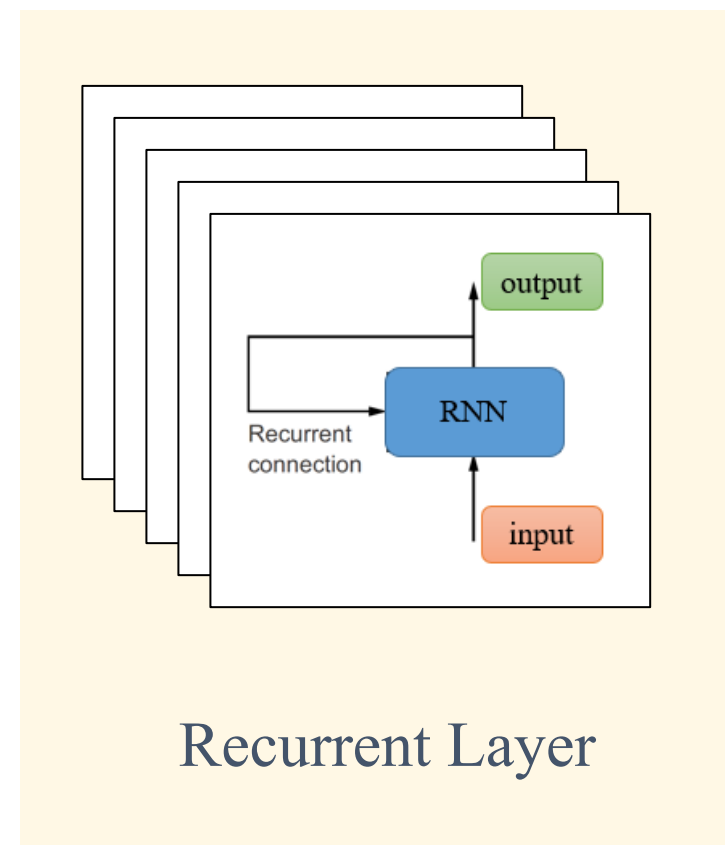 output
RNN
Recurrent
connection
input
Recurrent Layer